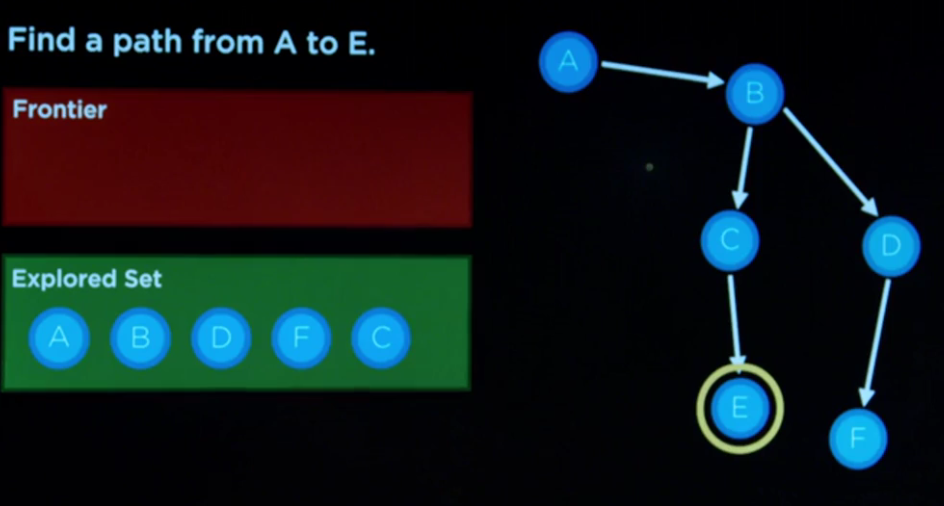 Find a path from A to E.
Frontier
Explored Set
A B D F C
A
B
C
D
E
F